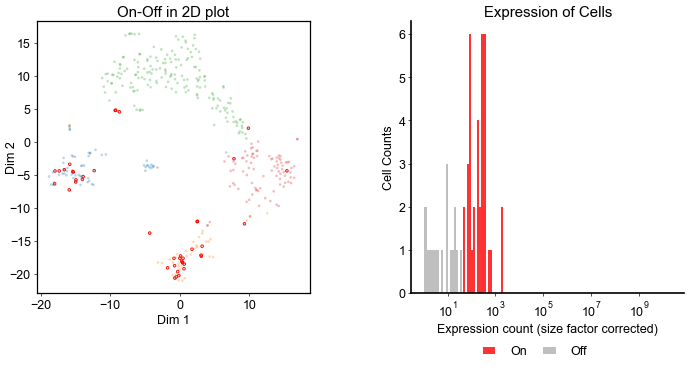 On-Off in 2D plot
Dim 2
15
10
5
0
−5
−10
−15
−20
−20 −10 0 10
Dim 1
Expression of Cells
Cell Counts
6
5
4
3
2
1
0
10^1 10^3 10^5 10^7 10^9
Expression count (size factor corrected)
On Off